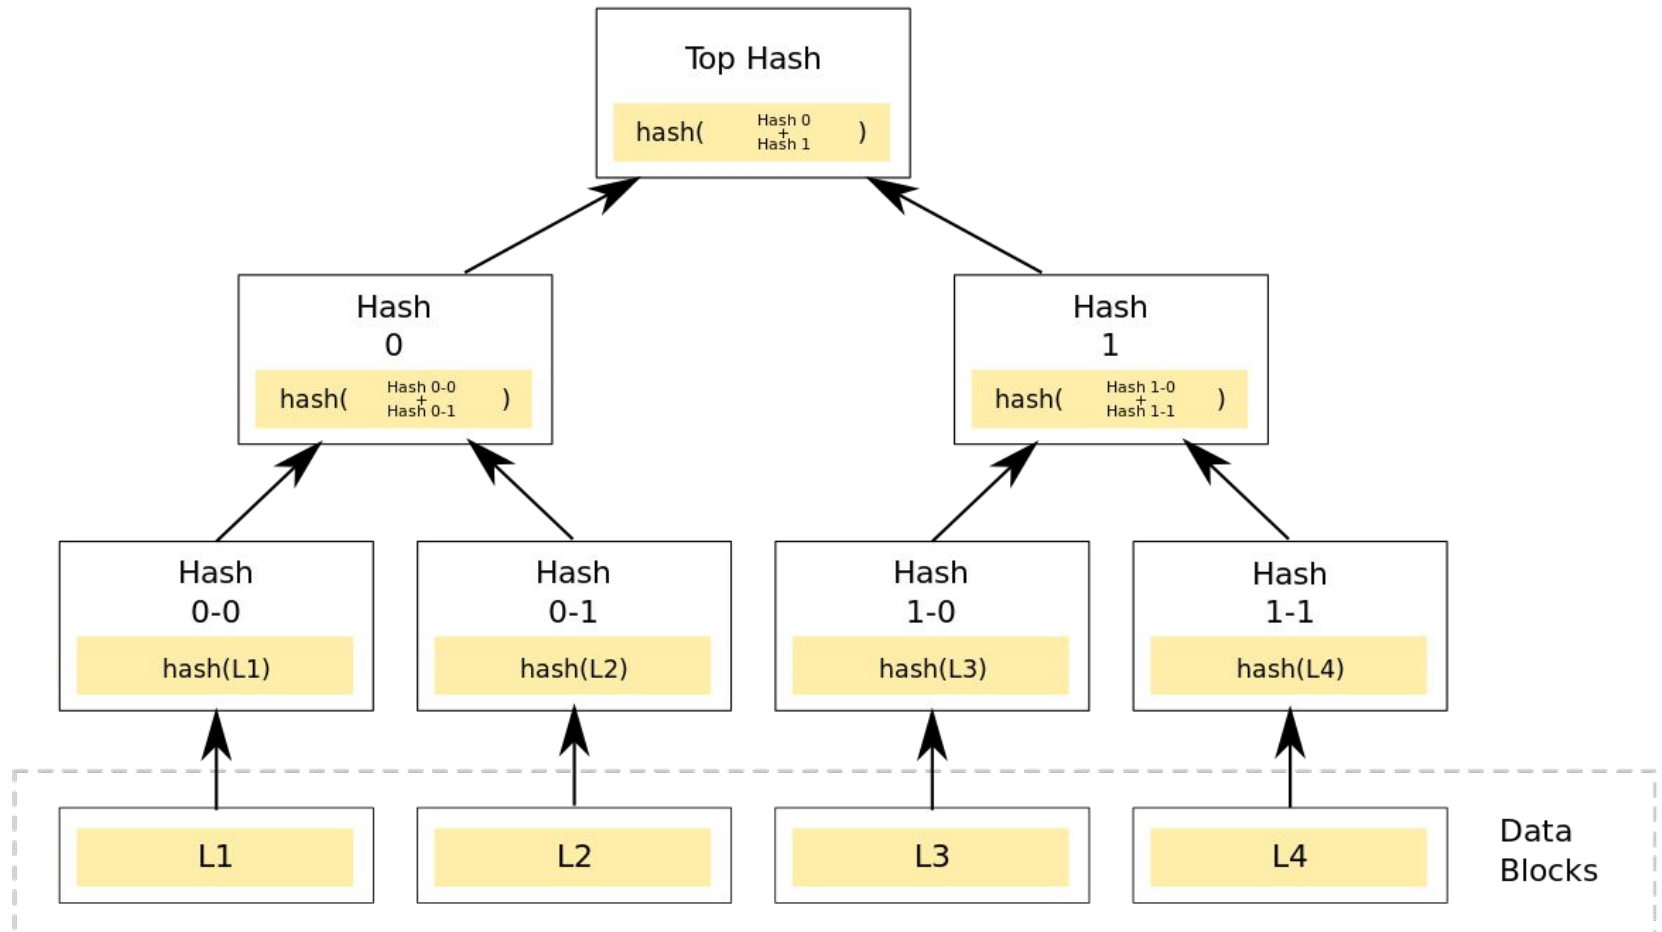 Top Hash
hash( Hash 0 + Hash 1 )
Hash
0
hash( Hash 0-0 + Hash 0-1 )
Hash
1
hash( Hash 1-0 + Hash 1-1 )
Hash
0-0
hash(L1)
Hash
0-1
hash(L2)
Hash
1-0
hash(L3)
Hash
1-1
hash(L4)
L1
L2
L3
L4
Data
Blocks